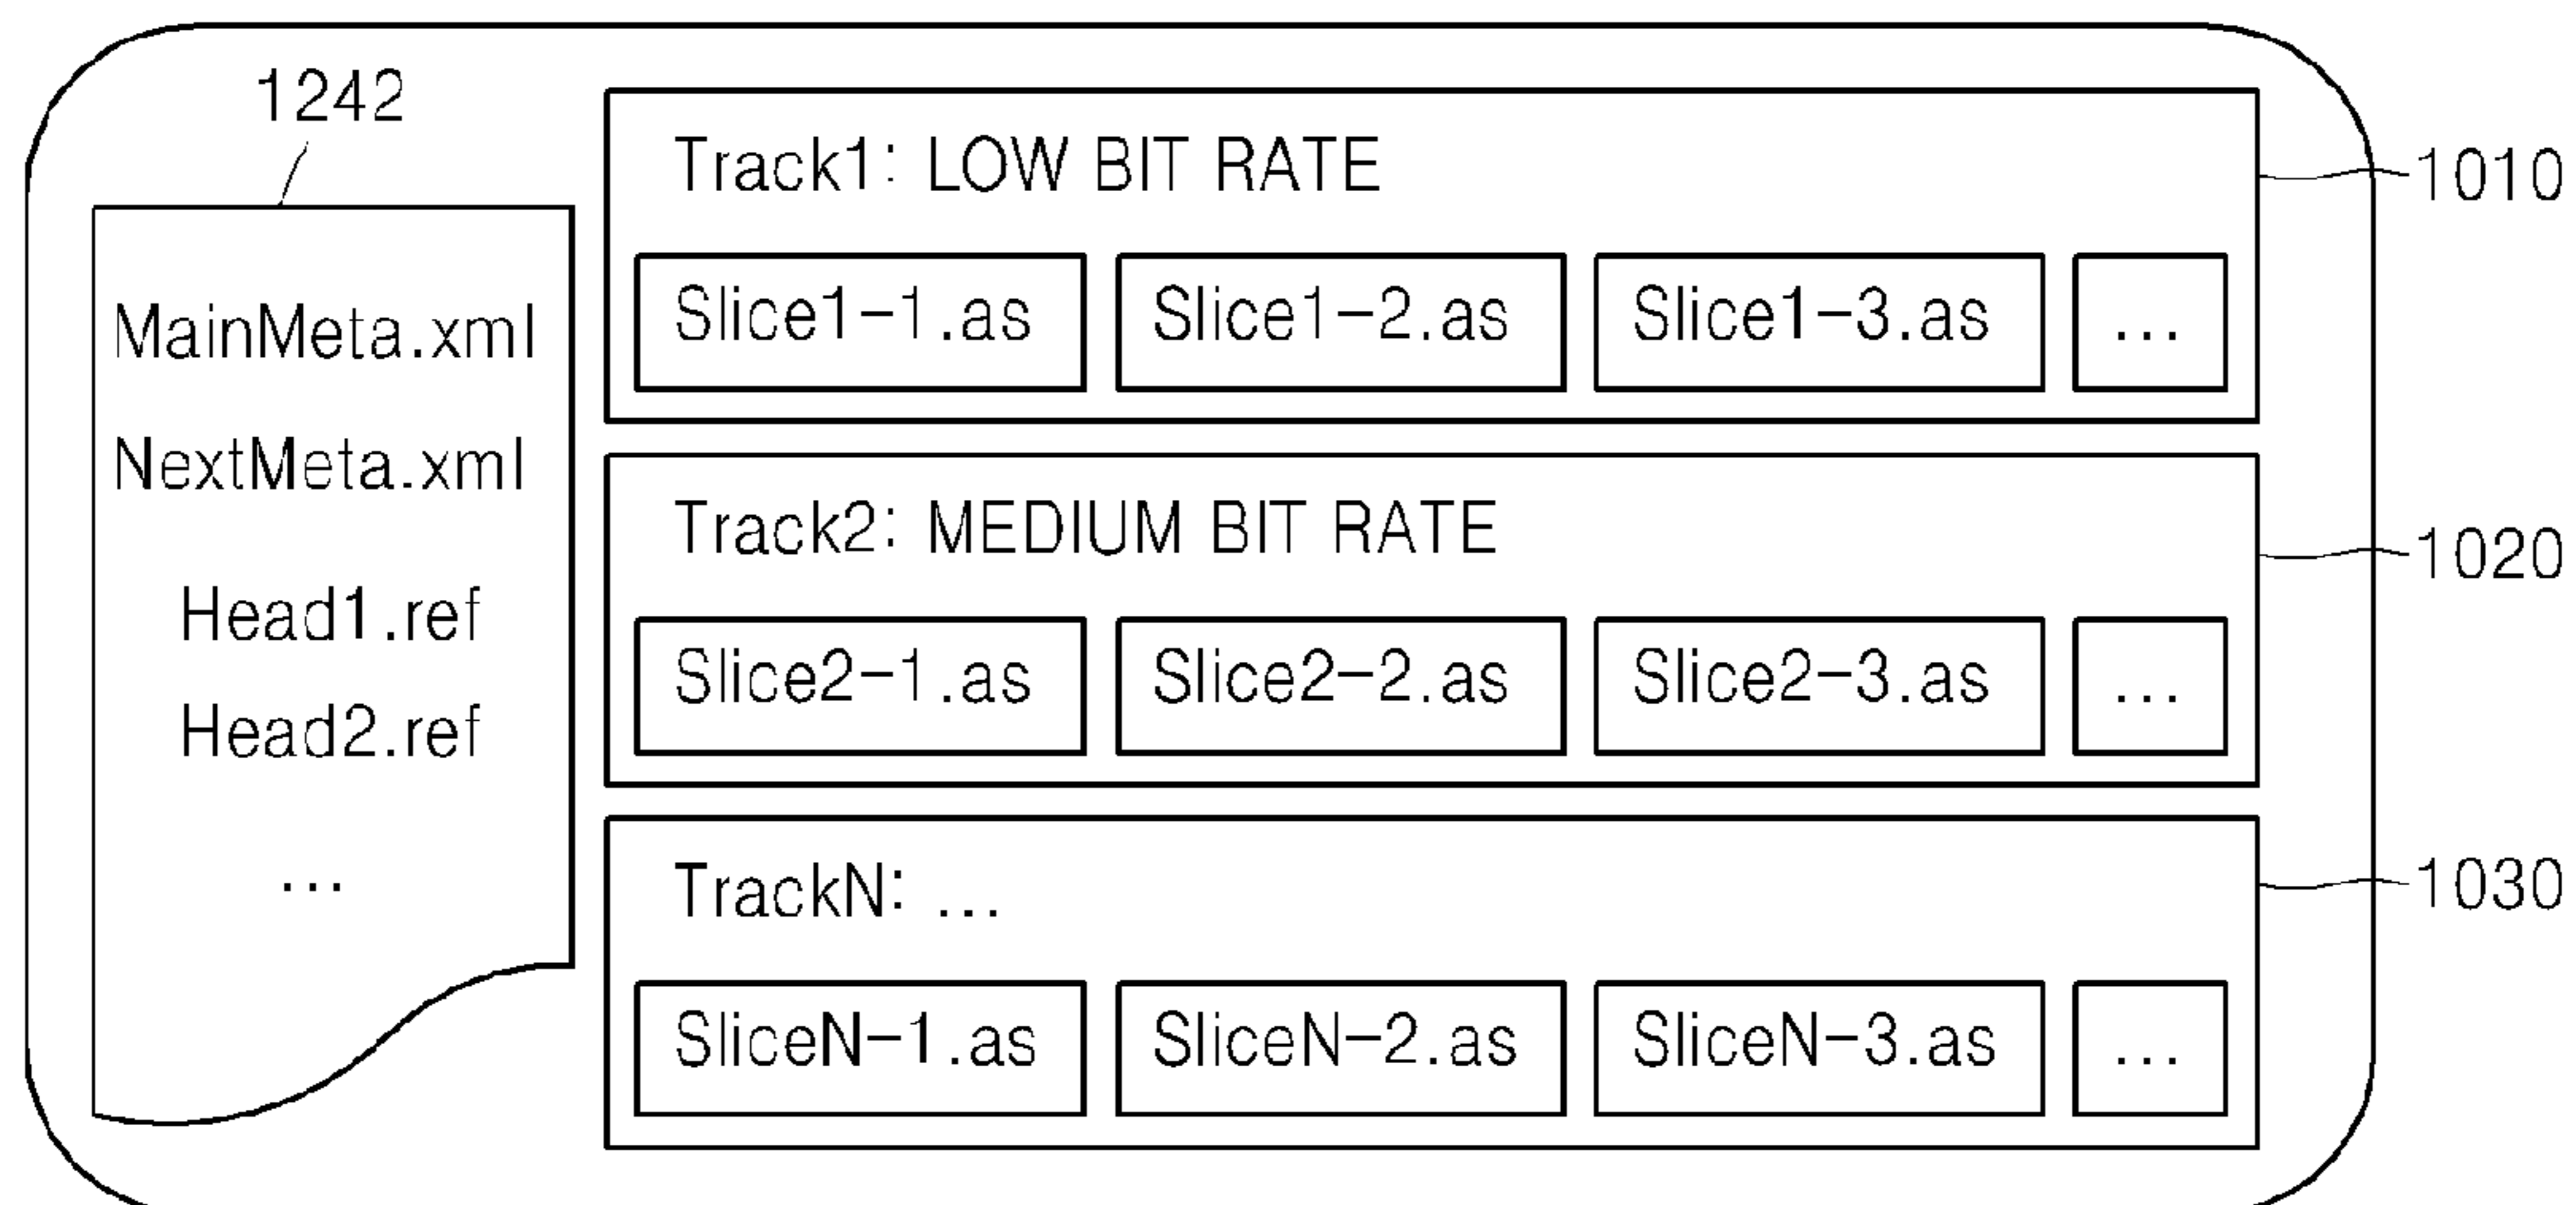 1242
MainMeta.xml
NextMeta.xml
Head1.ref
Head2.ref
...
Track1: LOW BIT RATE
1010
Slice1-1.as
Slice1-2.as
Slice1-3.as
...
Track2: MEDIUM BIT RATE
1020
Slice2-1.as
Slice2-2.as
Slice2-3.as
...
TrackN: ...
1030
SliceN-1.as
SliceN-2.as
SliceN-3.as
...